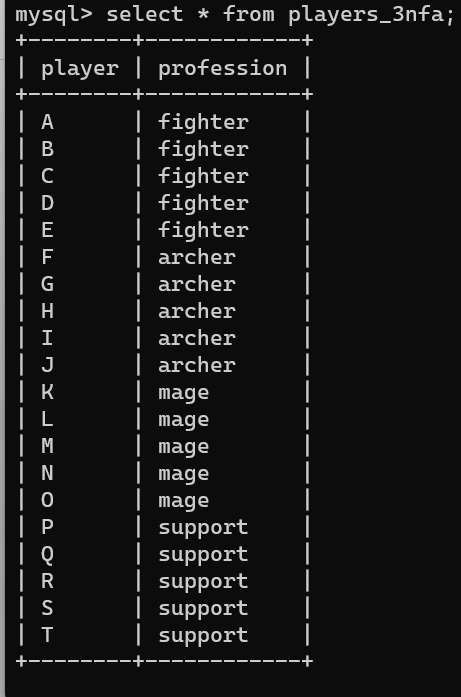 mysql> select * from players_3nfa;
+--------+------------+
| player | profession |
+--------+------------+
| A      | fighter    |
| B      | fighter    |
| C      | fighter    |
| D      | fighter    |
| E      | fighter    |
| F      | archer     |
| G      | archer     |
| H      | archer     |
| I      | archer     |
| J      | archer     |
| K      | mage       |
| L      | mage       |
| M      | mage       |
| N      | mage       |
| O      | mage       |
| P      | support    |
| Q      | support    |
| R      | support    |
| S      | support    |
| T      | support    |
+--------+------------+